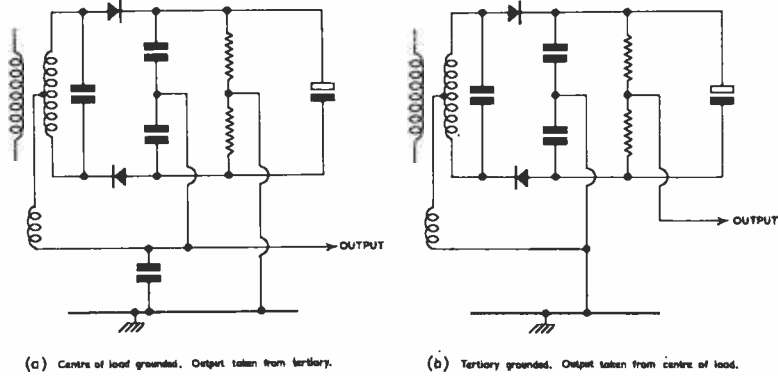 OUTPUT
OUTPUT
(a) Centre of load grounded. Output taken from tertiary.
(b) Tertiary grounded. Output taken from centre of load.